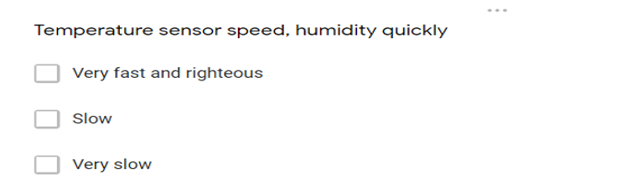 Temperature sensor speed, humidity quickly
Very fast and righteous
Slow
Very slow